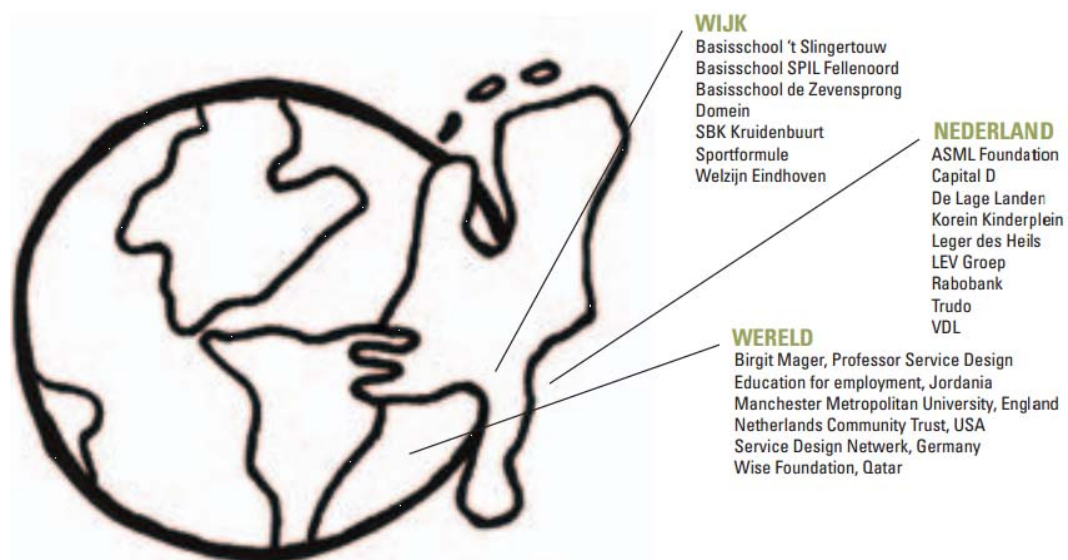 WIJK
Basisschool 't Slingertouw
Basisschool SPIL Fellenoord
Basisschool de Zevensprong
Domein
SBK Kruidenbuurt
Sportformule
Welzijn Eindhoven
NEDERLAND
ASML Foundation
Capital D
De Lage Landen
Korein Kinderplein
Leger des Heils
LEV Groep
Rabobank
Trudo
VDL
WERELD
Birgit Mager, Professor Service Design
Education for employment, Jordania
Manchester Metropolitan University, England
Netherlands Community Trust, USA
Service Design Netwerk, Germany
Wise Foundation, Qatar